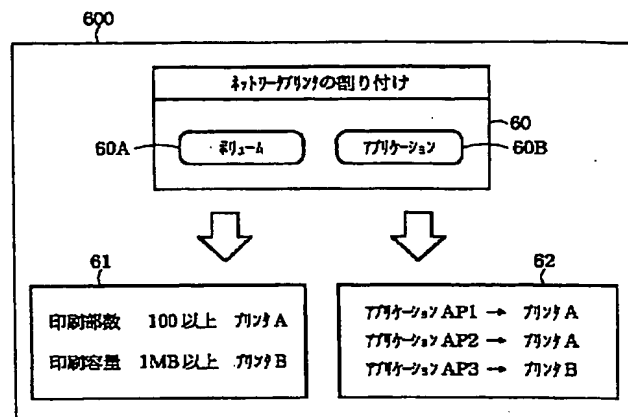 600
ネットワークプリンタの割り付け
60
60A
ボリューム
アプリケーション
60B
61
印刷部数 100以上 プリンタA
印刷容量 1MB以上 プリンタB
62
アプリケーションAP1 → プリンタA
アプリケーションAP2 → プリンタA
アプリケーションAP3 → プリンタB